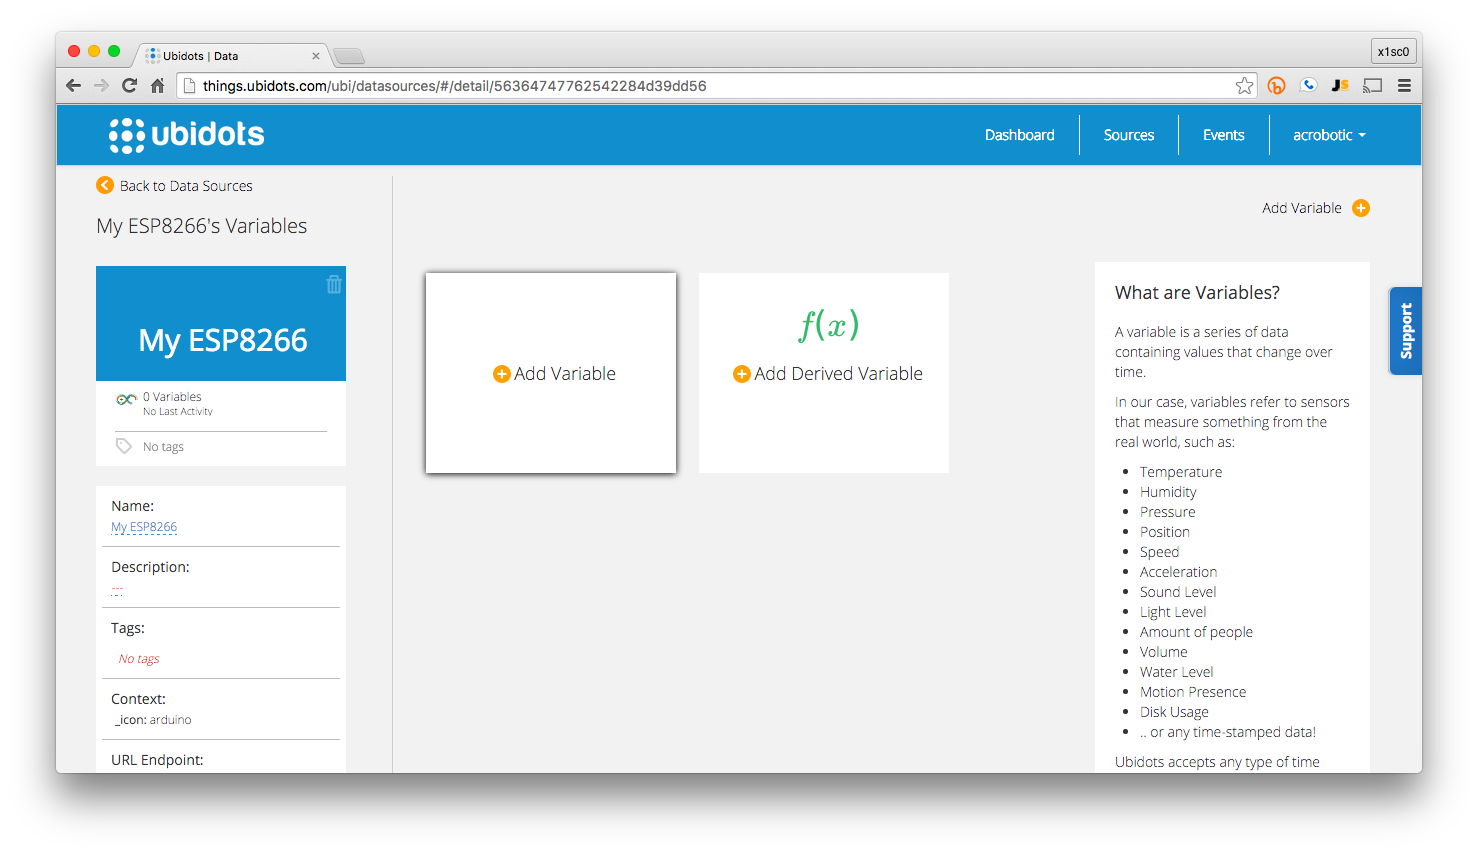 Ubidots | Data
x1sc0
things.ubidots.com/ubi/datasources/#/detail/56364747762542284d39dd56
JS
ubidots
Dashboard
Sources
Events
acrobotic
Back to Data Sources
My ESP8266's Variables
My ESP8266
0 Variables
No Last Activity
No tags
Name:
My ESP8266
Description:
---
Tags:
No tags
Context:
_icon: arduino
URL Endpoint:
Add Variable
f(x)
Add Derived Variable
Add Variable
What are Variables?
A variable is a series of data
containing values that change over
time.
In our case, variables refer to sensors
that measure something from the
real world, such as:
Temperature
Humidity
Pressure
Position
Speed
Acceleration
Sound Level
Light Level
Amount of people
Volume
Water Level
Motion Presence
Disk Usage
.. or any time-stamped data!
Ubidots accepts any type of time
Support